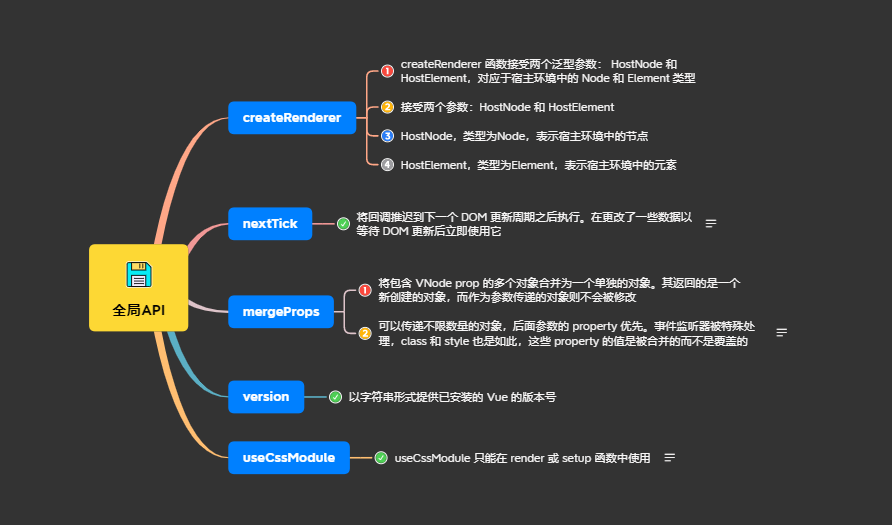 全局API
createRenderer
1
createRenderer 函数接受两个泛型参数： HostNode 和
HostElement，对应于宿主环境中的 Node 和 Element 类型
2
接受两个参数：HostNode 和 HostElement
3
HostNode，类型为Node，表示宿主环境中的节点
4
HostElement，类型为Element，表示宿主环境中的元素
nextTick
将回调推迟到下一个 DOM 更新周期之后执行。在更改了一些数据以
等待 DOM 更新后立即使用它
mergeProps
1
将包含 VNode prop 的多个对象合并为一个单独的对象。其返回的是一个
新创建的对象，而作为参数传递的对象则不会被修改
2
可以传递不限数量的对象，后面参数的 property 优先。事件监听器被特殊处
理，class 和 style 也是如此，这些 property 的值是被合并的而不是覆盖的
version
以字符串形式提供已安装的 Vue 的版本号
useCssModule
useCssModule 只能在 render 或 setup 函数中使用